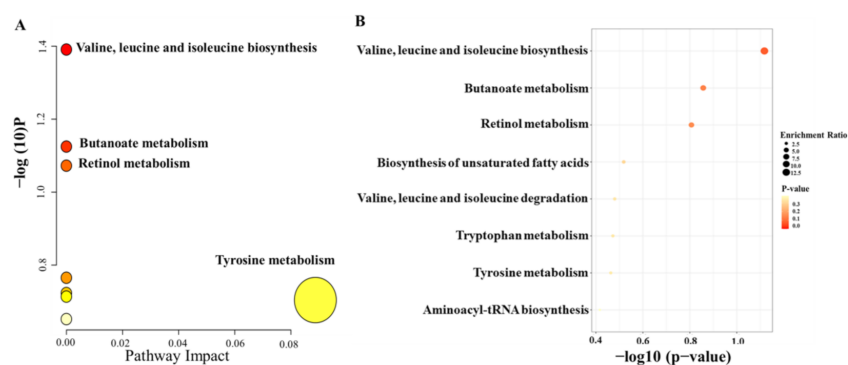 A
1.4
1.2
1.0
0.8
−log (10)P
Valine, leucine and isoleucine biosynthesis
Butanoate metabolism
Retinol metabolism
Tyrosine metabolism
0.00
0.02
0.04
0.06
0.08
Pathway Impact
B
Valine, leucine and isoleucine biosynthesis
Butanoate metabolism
Retinol metabolism
Biosynthesis of unsaturated fatty acids
Valine, leucine and isoleucine degradation
Tryptophan metabolism
Tyrosine metabolism
Aminoacyl-tRNA biosynthesis
0.4
0.6
0.8
1.0
−log10 (p−value)
Enrichment Ratio
2.5
5.0
7.5
10.0
12.5
P-value
0.3
0.2
0.1
0.0